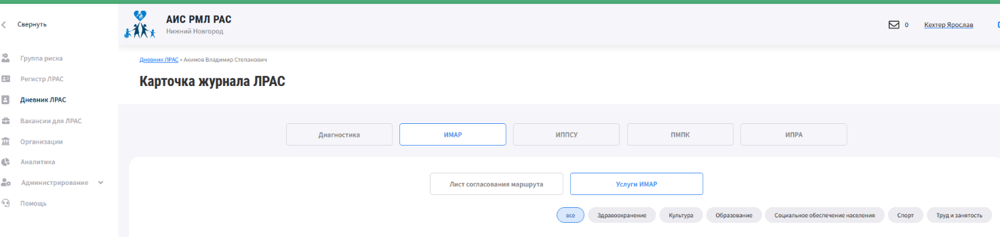 Свернуть
Группа риска
Регистр ЛРАС
Дневник ЛРАС
Вакансии для ЛРАС
Организации
Аналитика
Администрирование
Помощь
АИС РМЛ РАС
Нижний Новгород
0
Кехтер Ярослав
Дневник ЛРАС » Акимов Владимир Степанович
Карточка журнала ЛРАС
Диагностика
ИМАР
ИППСУ
ПМПК
ИПРА
Лист согласования маршрута
Услуги ИМАР
все
Здравоохранение
Культура
Образование
Социальное обеспечение населения
Спорт
Труд и занятость